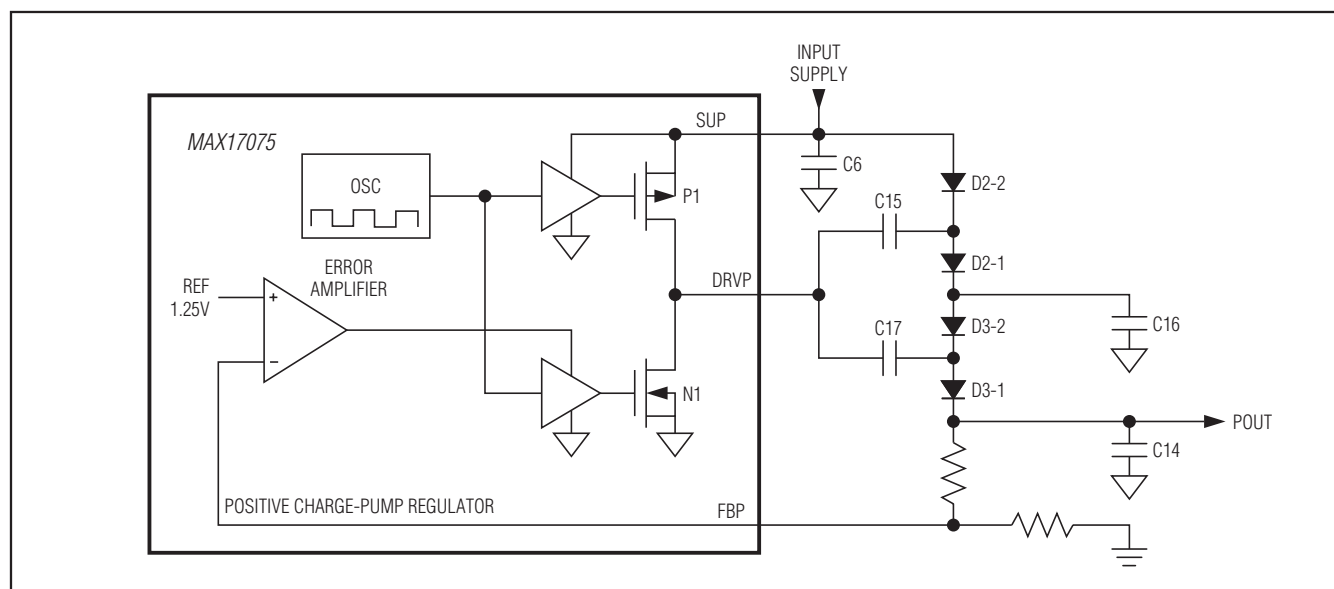 INPUT
SUPPLY
MAX17075
SUP
C6
OSC
P1
D2-2
C15
D2-1
ERROR
AMPLIFIER
REF
1.25V
+
−
DRVP
C17
D3-2
C16
N1
D3-1
POUT
C14
POSITIVE CHARGE-PUMP REGULATOR
FBP